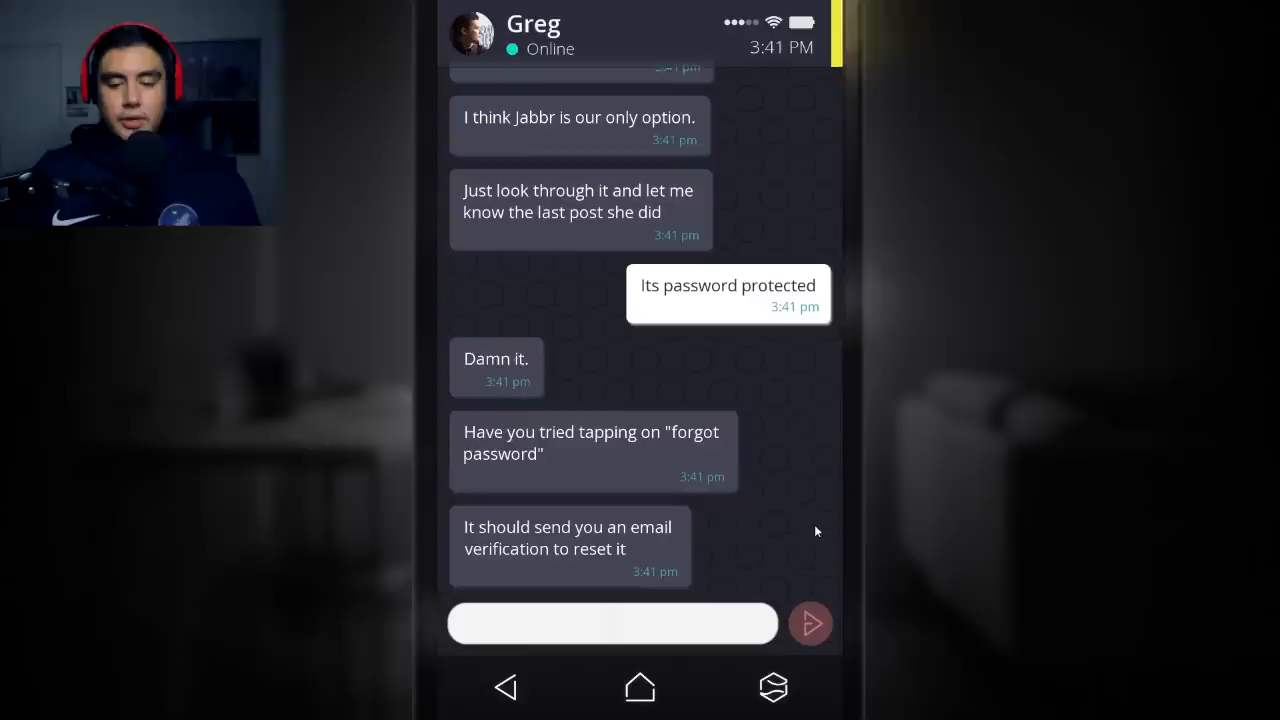 Greg
Online
3:41 PM
3:41 pm
I think Jabbr is our only option.
3:41 pm
Just look through it and let me
know the last post she did
3:41 pm
Its password protected
3:41 pm
Damn it.
3:41 pm
Have you tried tapping on "forgot
password"
3:41 pm
It should send you an email
verification to reset it
3:41 pm